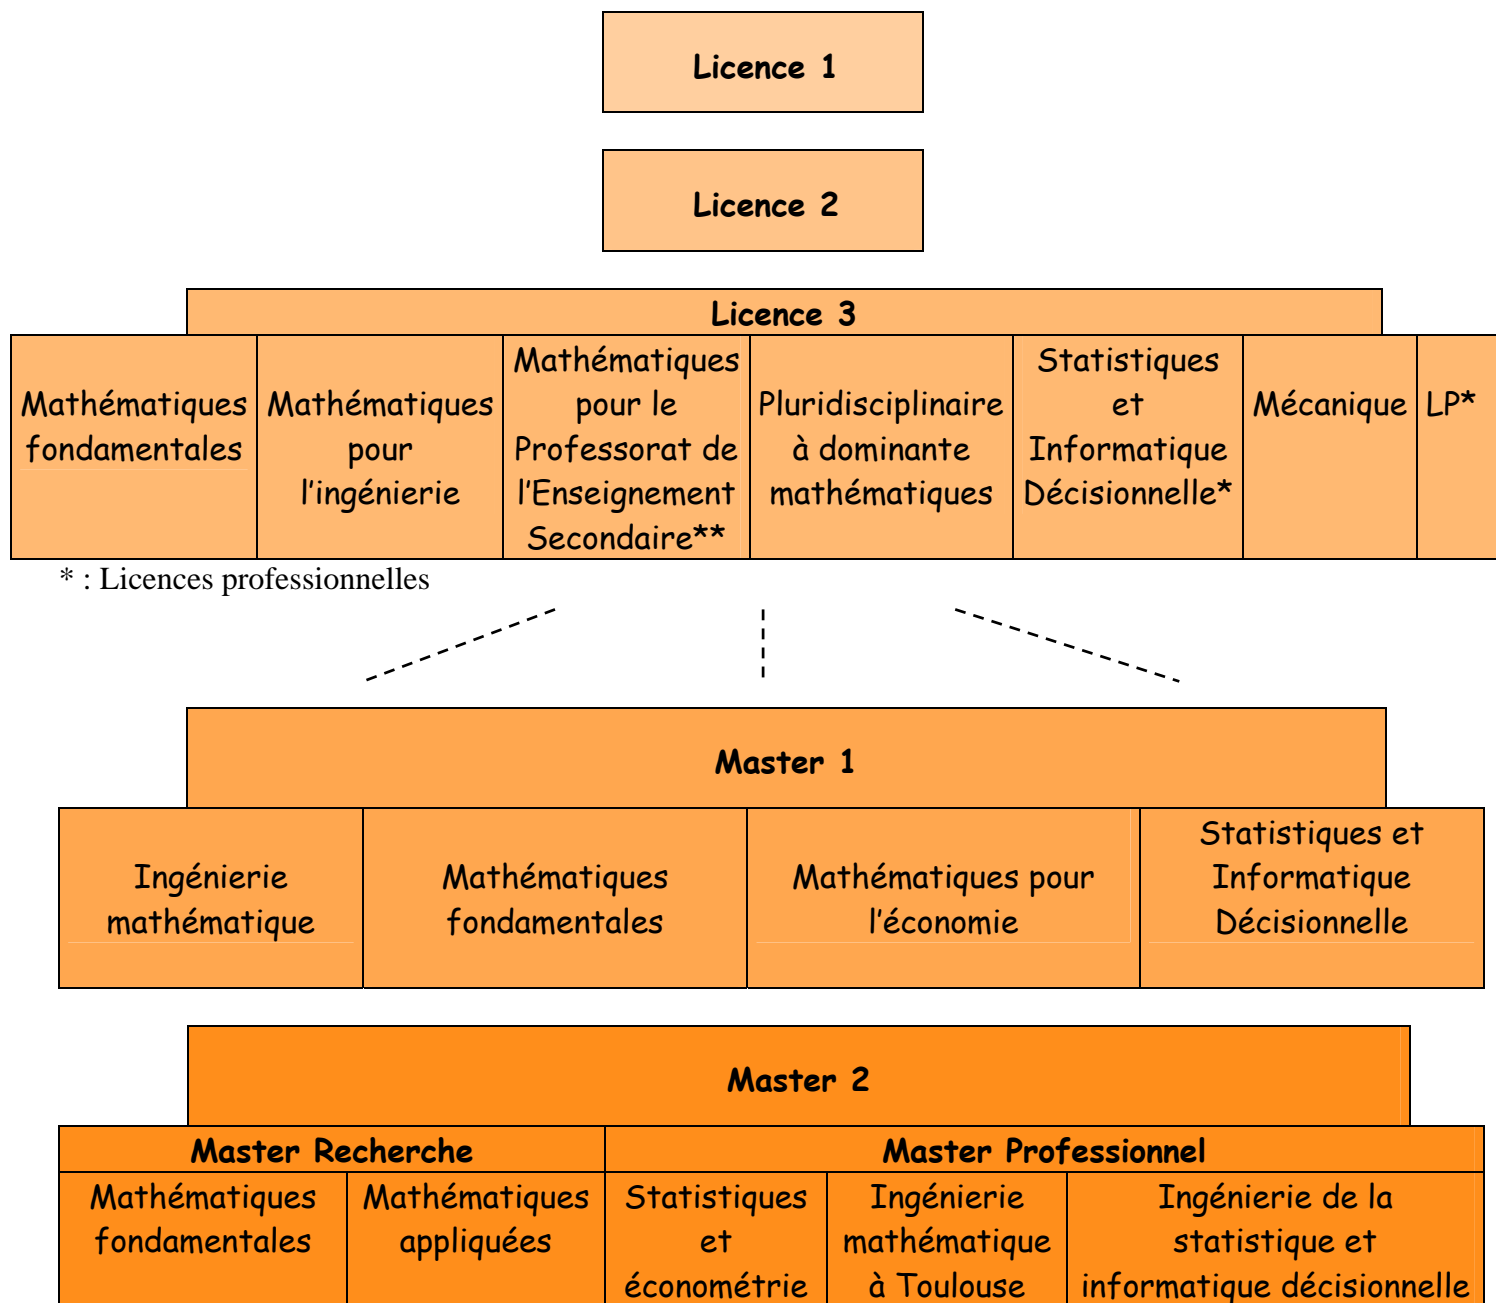 Licence 1
Licence 2
Licence 3
Mathématiques
fondamentales
Mathématiques
pour
l'ingénierie
Mathématiques
pour le
Professorat de
l'Enseignement
Secondaire**
Pluridisciplinaire
à dominante
mathématiques
Statistiques
et
Informatique
Décisionnelle*
Mécanique
LP*
* : Licences professionnelles
Master 1
Ingénierie
mathématique
Mathématiques
fondamentales
Mathématiques pour
l'économie
Statistiques et
Informatique
Décisionnelle
Master 2
Master Recherche
Master Professionnel
Mathématiques
fondamentales
Mathématiques
appliquées
Statistiques
et
économétrie
Ingénierie
mathématique
à Toulouse
Ingénierie de la
statistique et
informatique décisionnelle